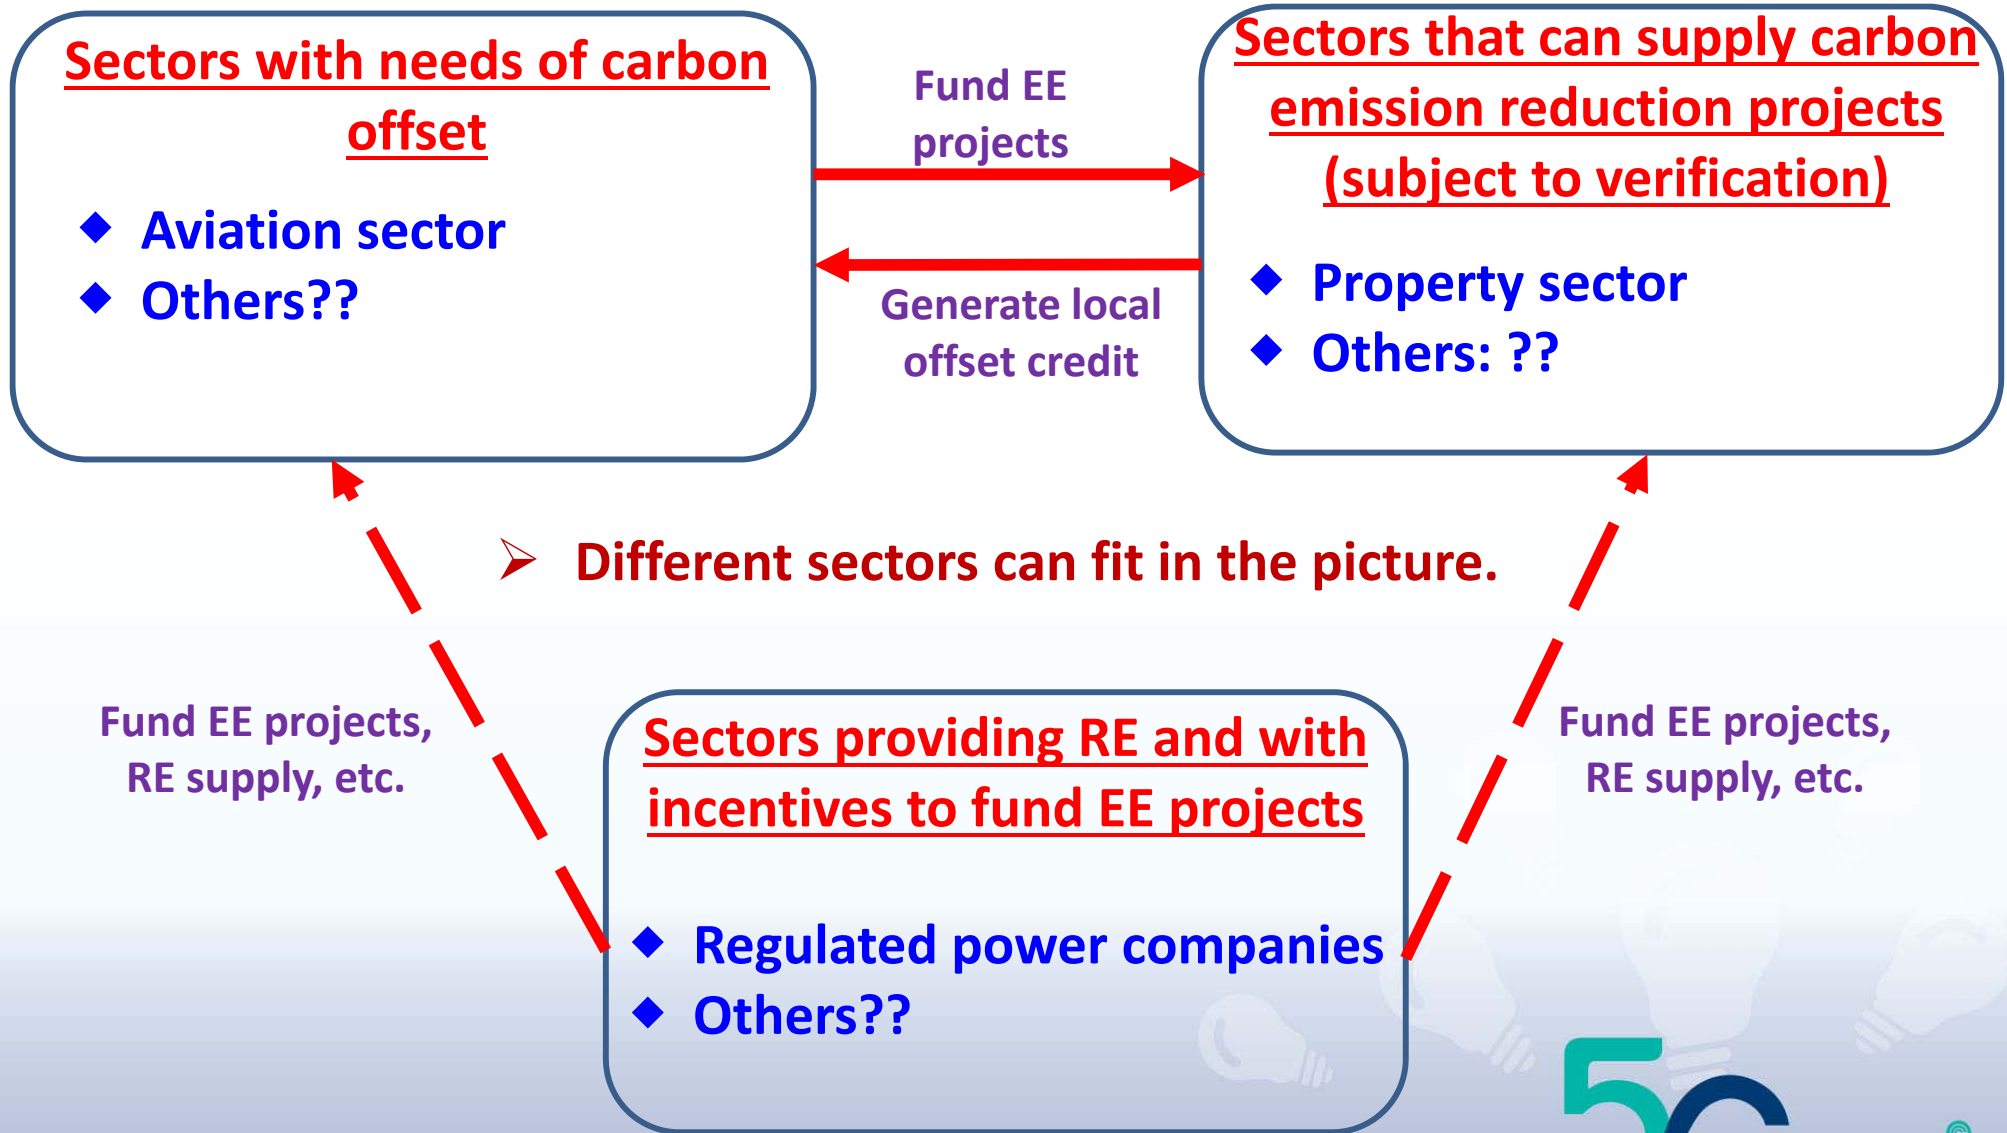 Sectors with needs of carbon
offset
Aviation sector
Others??
Fund EE
projects
Generate local
offset credit
Sectors that can supply carbon
emission reduction projects
(subject to verification)
Property sector
Others: ??
Different sectors can fit in the picture.
Fund EE projects,
RE supply, etc.
Sectors providing RE and with
incentives to fund EE projects
Regulated power companies
Others??
Fund EE projects,
RE supply, etc.